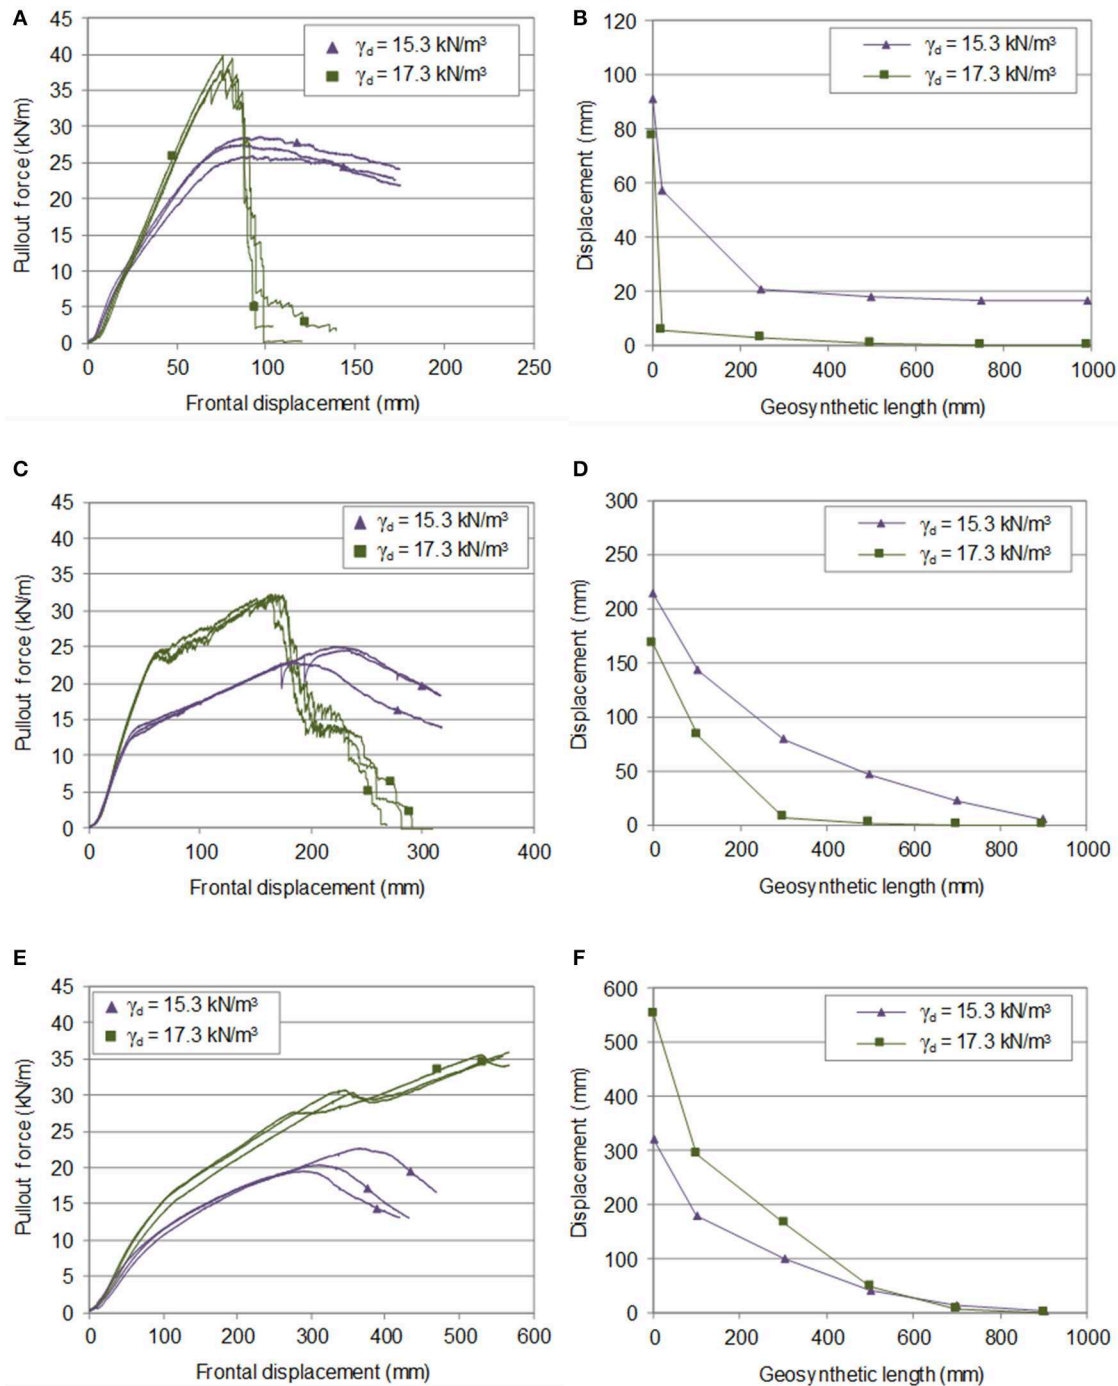 A
45
40
35
30
25
20
15
10
5
0
Pullout force (kN/m)
γd = 15.3 kN/m³
γd = 17.3 kN/m³
0 50 100 150 200 250
Frontal displacement (mm)
B
120
100
80
60
40
20
0
Displacement (mm)
γd = 15.3 kN/m³
γd = 17.3 kN/m³
0 200 400 600 800 1000
Geosynthetic length (mm)
C
45
40
35
30
25
20
15
10
5
0
Pullout force (kN/m)
γd = 15.3 kN/m³
γd = 17.3 kN/m³
0 100 200 300 400
Frontal displacement (mm)
D
300
250
200
150
100
50
0
Displacement (mm)
γd = 15.3 kN/m³
γd = 17.3 kN/m³
0 200 400 600 800 1000
Geosynthetic length (mm)
E
45
40
35
30
25
20
15
10
5
0
Pullout force (kN/m)
γd = 15.3 kN/m³
γd = 17.3 kN/m³
0 100 200 300 400 500 600
Frontal displacement (mm)
F
600
500
400
300
200
100
0
Displacement (mm)
γd = 15.3 kN/m³
γd = 17.3 kN/m³
0 200 400 600 800 1000
Geosynthetic length (mm)